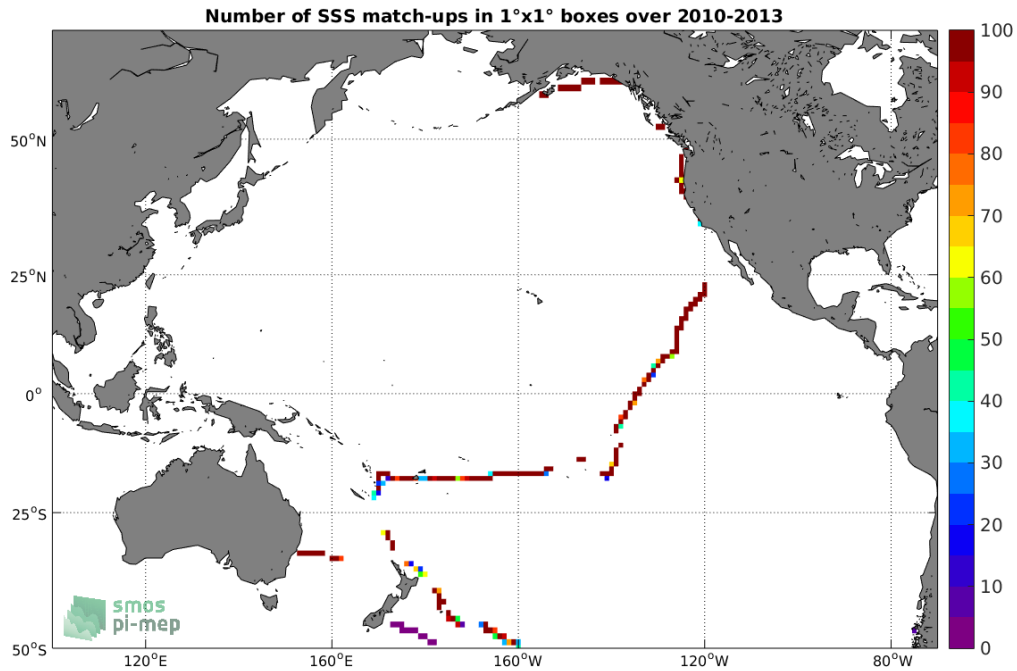 Number of SSS match-ups in 1°x1° boxes over 2010-2013
100
90
80
70
60
50
40
30
20
10
0
50°N
25°N
0°
25°S
50°S
120°E
160°E
160°W
120°W
80°W
smos
pi-mep